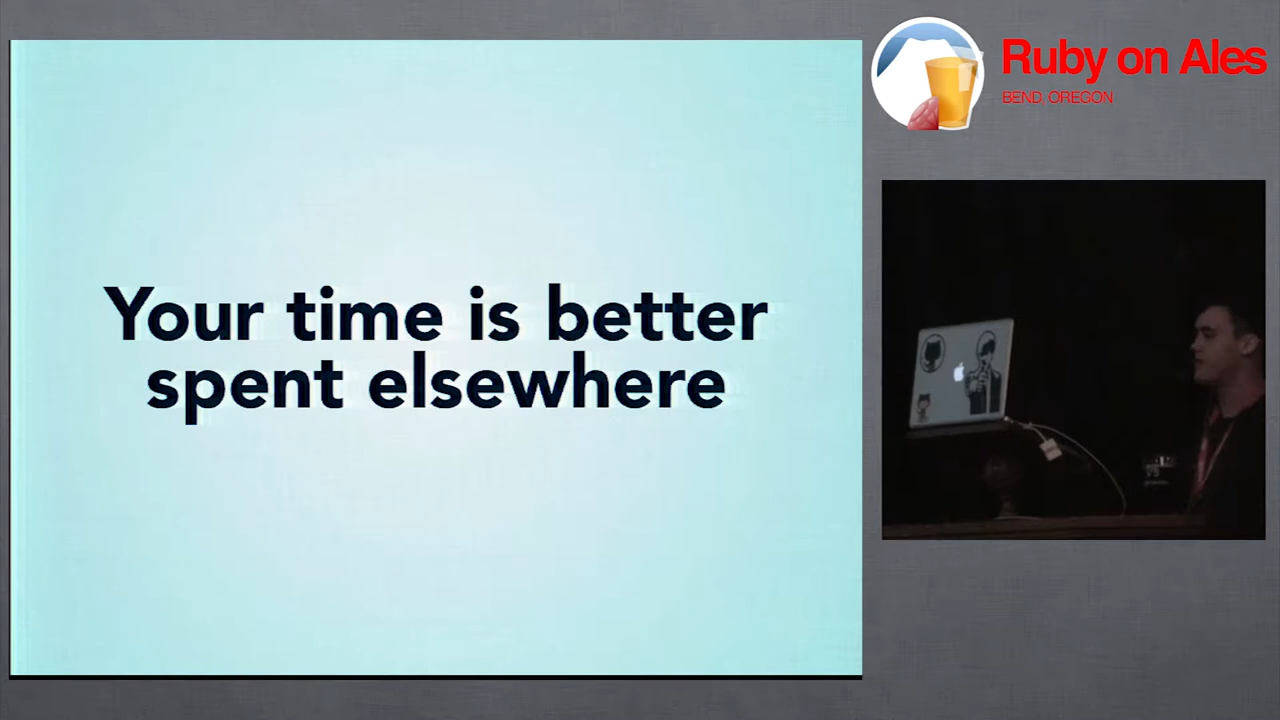 Your time is better
spent elsewhere
Ruby on Ales
BEND, OREGON